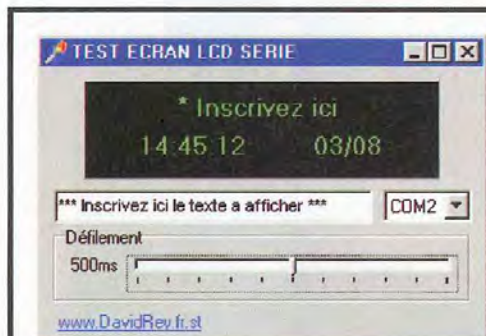 TEST ECRAN LCD SERIE
* Inscrivez ici
14:45:12 03/08
*** Inscrivez ici le texte a afficher *** COM2
Défilement
500ms
www.DavidRev.fr.st